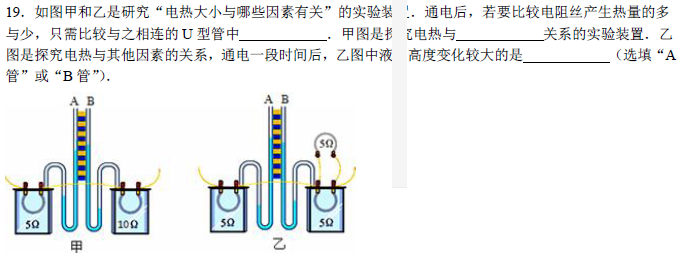 19．如图甲和乙是研究“电热大小与哪些因素有关”的实验装．通电后，若要比较电阻丝产生热量的多
与少，只需比较与之相连的 U 型管中____________．甲图是究电热与____________关系的实验装置．乙
图是探究电热与其他因素的关系，通电一段时间后，乙图中液高度变化较大的是____________（选填“A
管”或“B 管”）．
A B
A B
5Ω
5Ω
10Ω
5Ω
5Ω
甲
乙